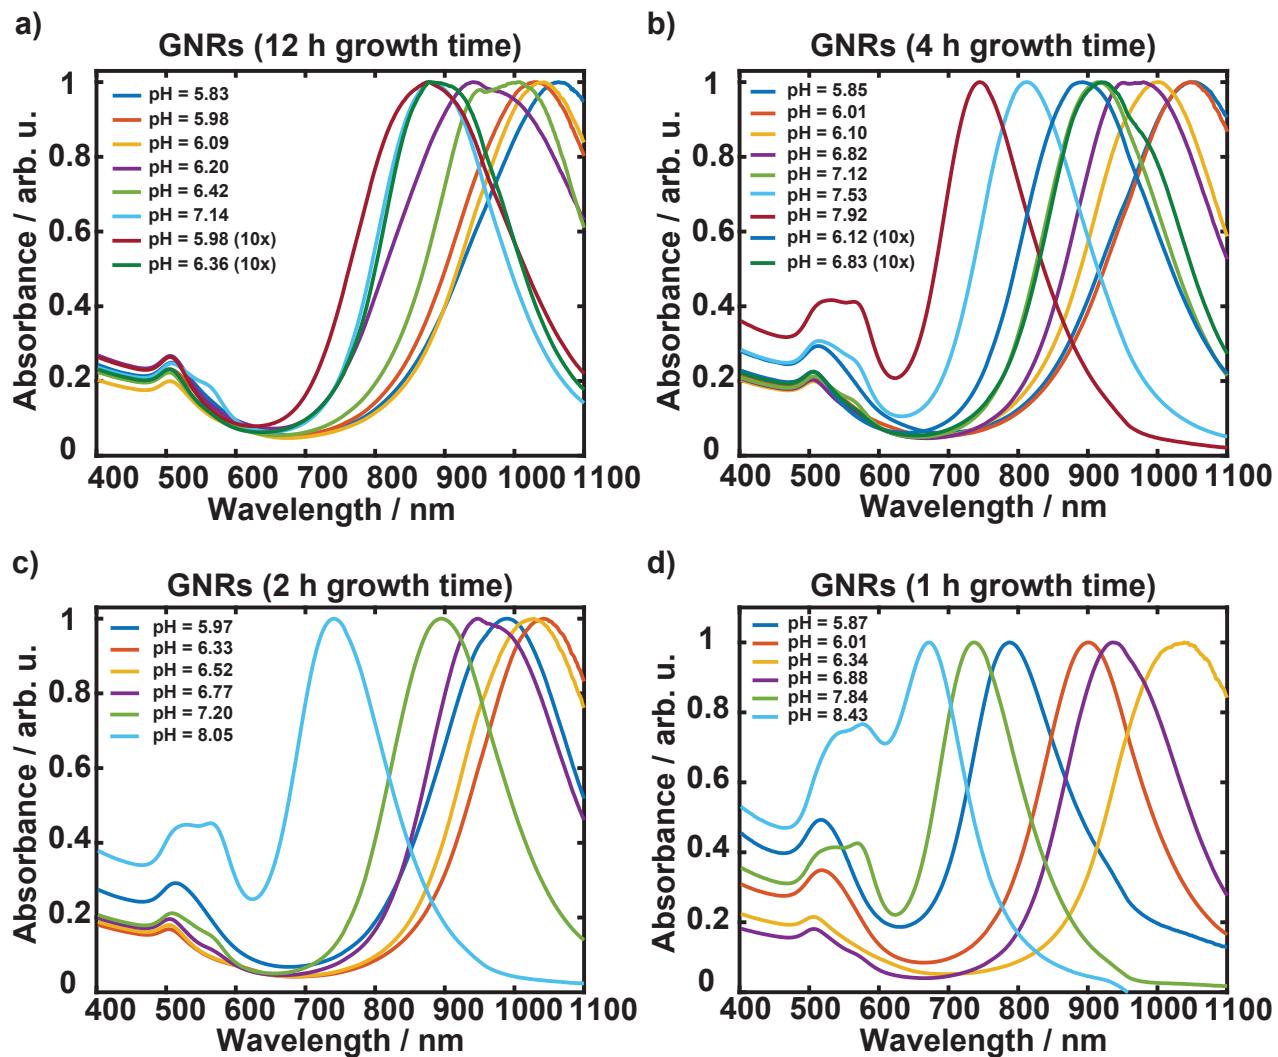 a)
GNRs (12 h growth time)
1
0.8
0.6
0.4
0.2
0
Absorbance / arb. u.
pH = 5.83
pH = 5.98
pH = 6.09
pH = 6.20
pH = 6.42
pH = 7.14
pH = 5.98 (10x)
pH = 6.36 (10x)
400 500 600 700 800 900 1000 1100
Wavelength / nm
b)
GNRs (4 h growth time)
1
0.8
0.6
0.4
0.2
0
Absorbance / arb. u.
pH = 5.85
pH = 6.01
pH = 6.10
pH = 6.82
pH = 7.12
pH = 7.53
pH = 7.92
pH = 6.12 (10x)
pH = 6.83 (10x)
400 500 600 700 800 900 1000 1100
Wavelength / nm
c)
GNRs (2 h growth time)
1
0.8
0.6
0.4
0.2
0
Absorbance / arb. u.
pH = 5.97
pH = 6.33
pH = 6.52
pH = 6.77
pH = 7.20
pH = 8.05
400 500 600 700 800 900 1000 1100
Wavelength / nm
d)
GNRs (1 h growth time)
1
0.8
0.6
0.4
0.2
0
Absorbance / arb. u.
pH = 5.87
pH = 6.01
pH = 6.34
pH = 6.88
pH = 7.84
pH = 8.43
400 500 600 700 800 900 1000 1100
Wavelength / nm